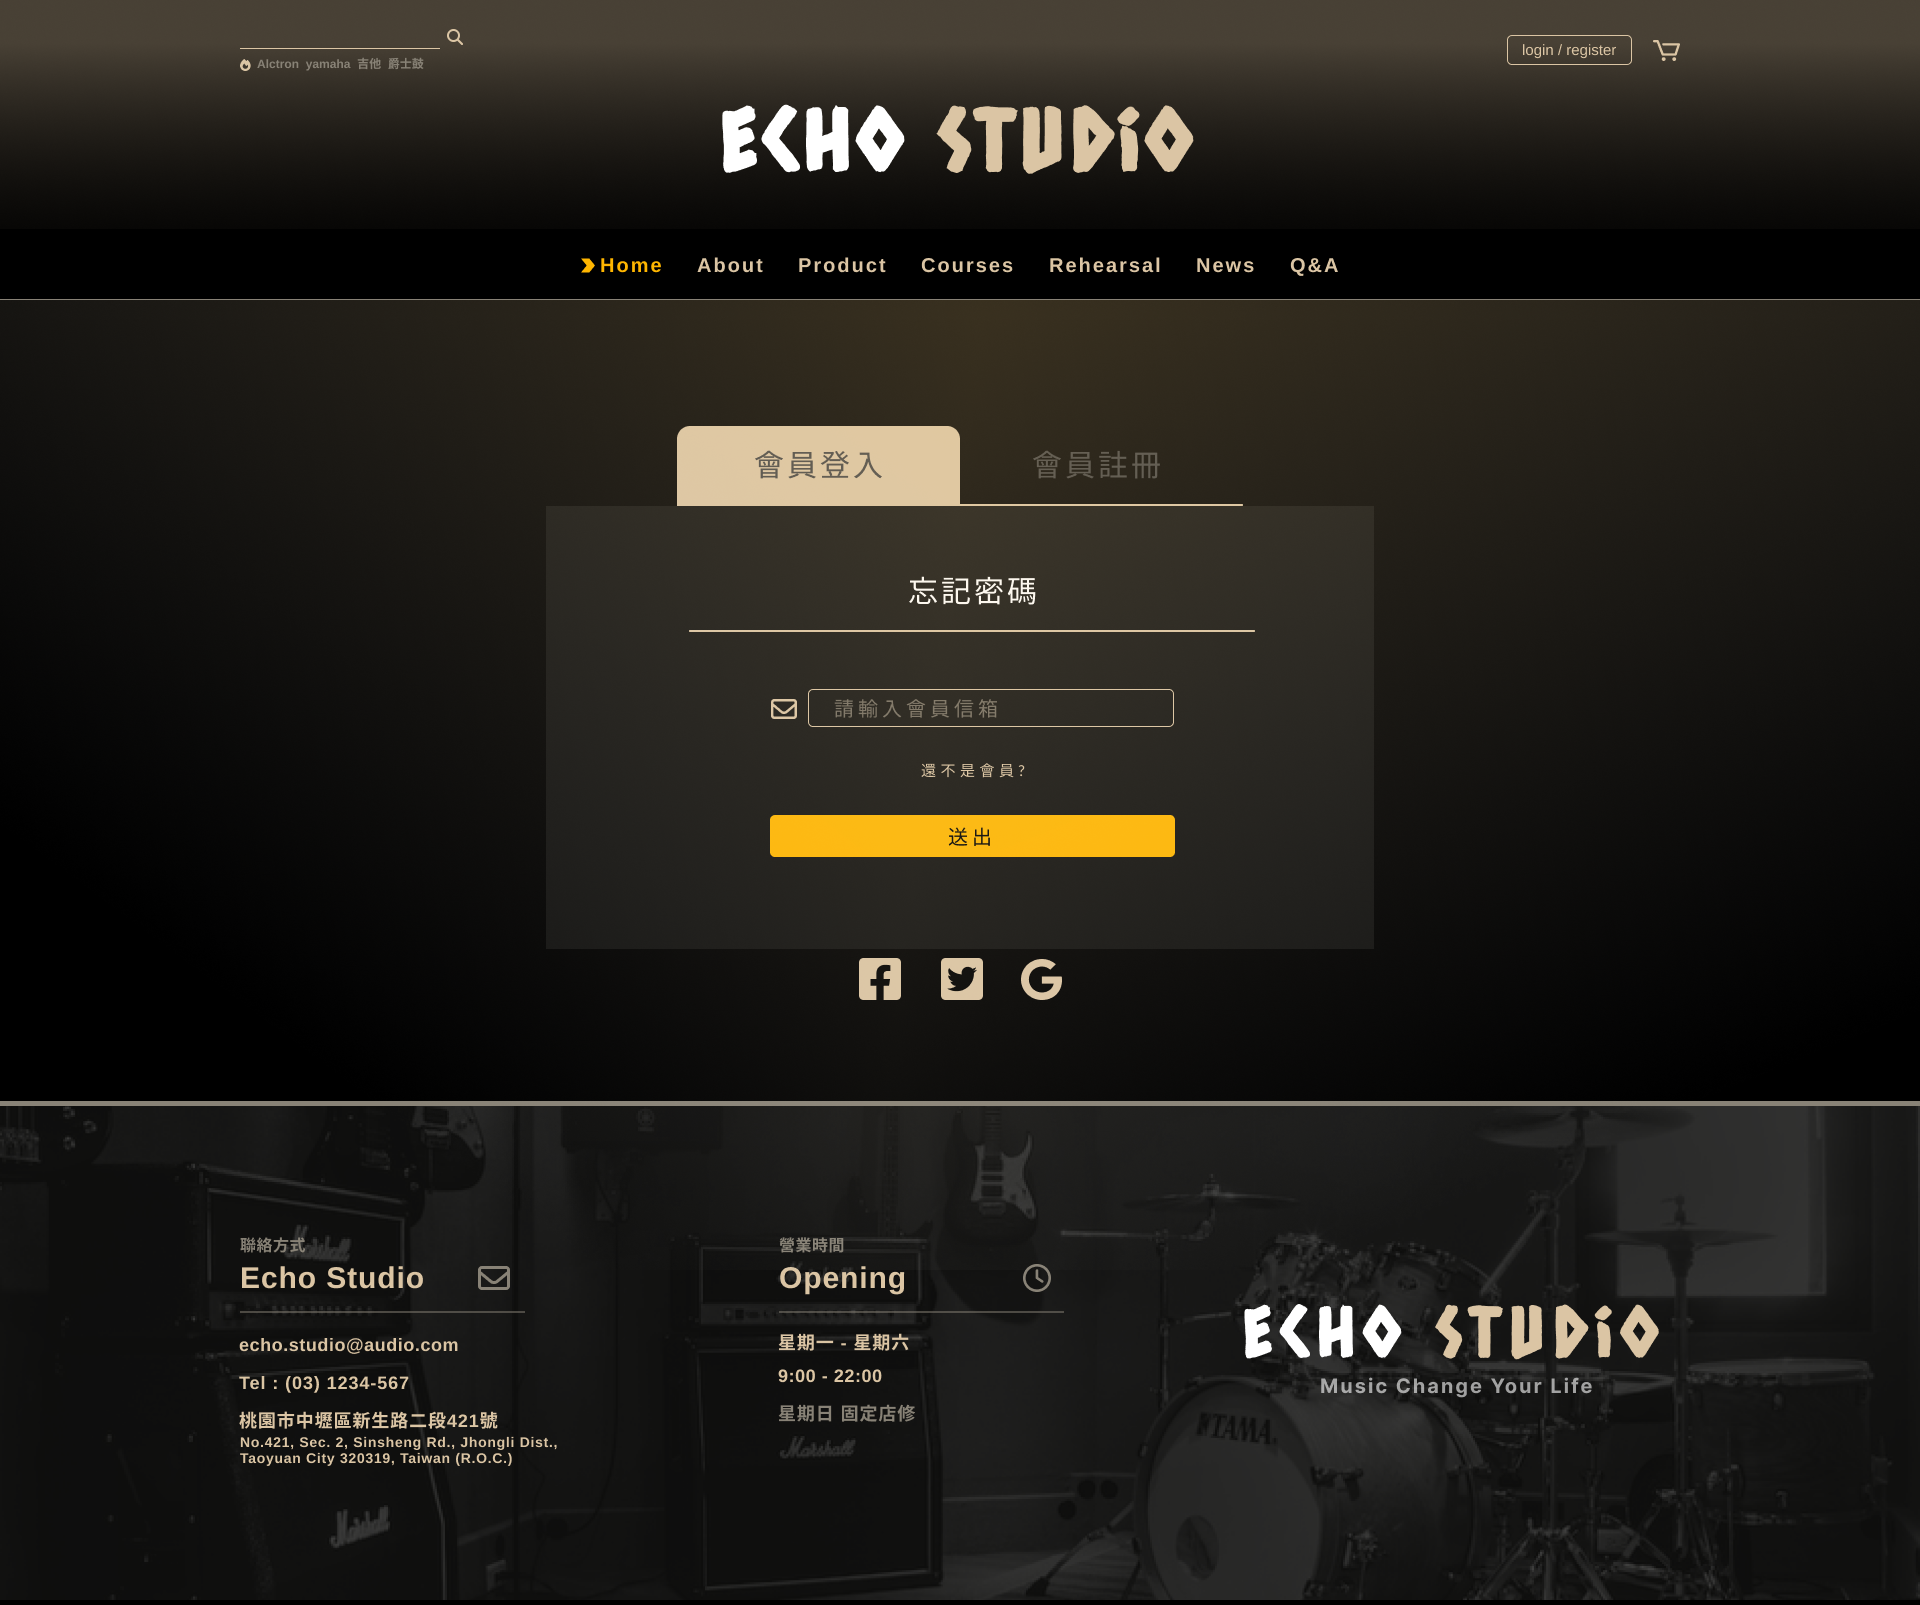 Alctron yamaha 吉他 爵士鼓
login / register
ECHO STUDiO
Home About Product Courses Rehearsal News Q&A
會員登入
會員註冊
忘記密碼
請輸入會員信箱
還不是會員?
送出
聯絡方式
Echo Studio
echo.studio@audio.com
Tel : (03) 1234-567
桃園市中壢區新生路二段421號
No.421, Sec. 2, Sinsheng Rd., Jhongli Dist.,
Taoyuan City 320319, Taiwan (R.O.C.)
營業時間
Opening
星期一 - 星期六
9:00 - 22:00
星期日 固定店修
ECHO STUDiO
Music Change Your Life
Marshall
Marshall
Marshall
TAMA